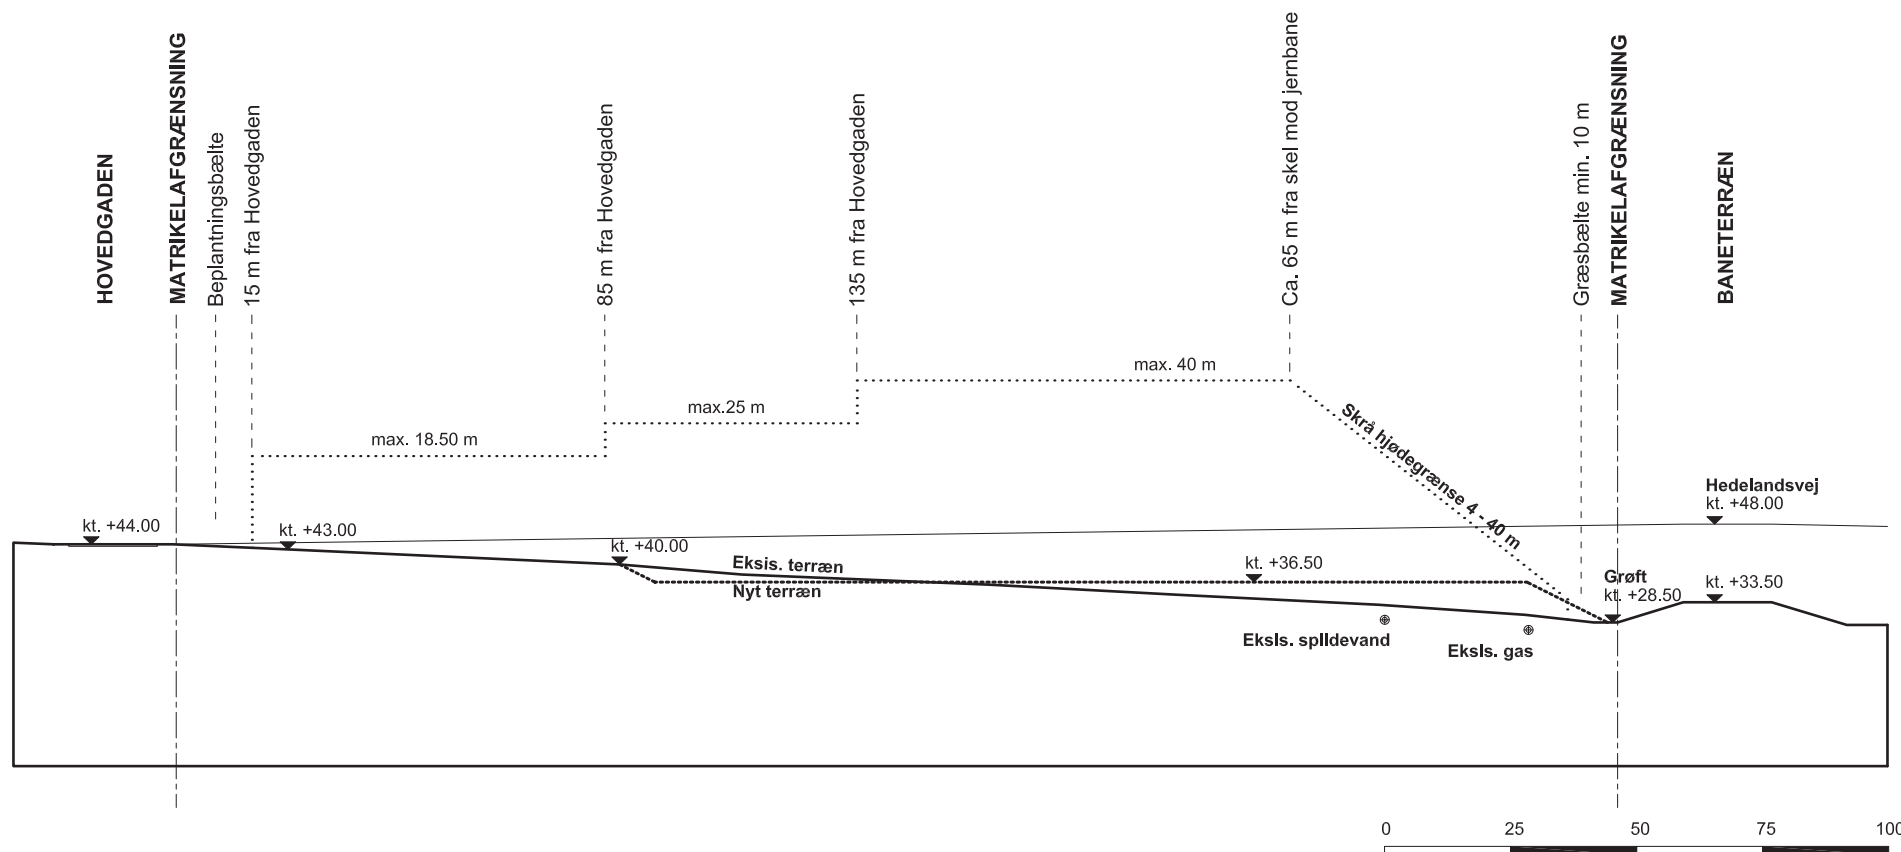 HOVEDGADEN
MATRIKELAFGRÆNSNING
Beplantningsbælte
15 m fra Hovedgaden
85 m fra Hovedgaden
135 m fra Hovedgaden
Ca. 65 m fra skel mod jernbane
Græsbælte min. 10 m
MATRIKELAFGRÆNSNING
BANETERRÆN
max. 40 m
max.25 m
max. 18.50 m
Skrå hjødegrænse 4 - 40 m
Hedelandsvej
kt. +48.00
kt. +44.00
kt. +43.00
kt. +40.00
Eksis. terræn
Nyt terræn
kt. +36.50
Grøft
kt. +28.50
kt. +33.50
Eksls. splldevand
Eksls. gas
0 25 50 75 100